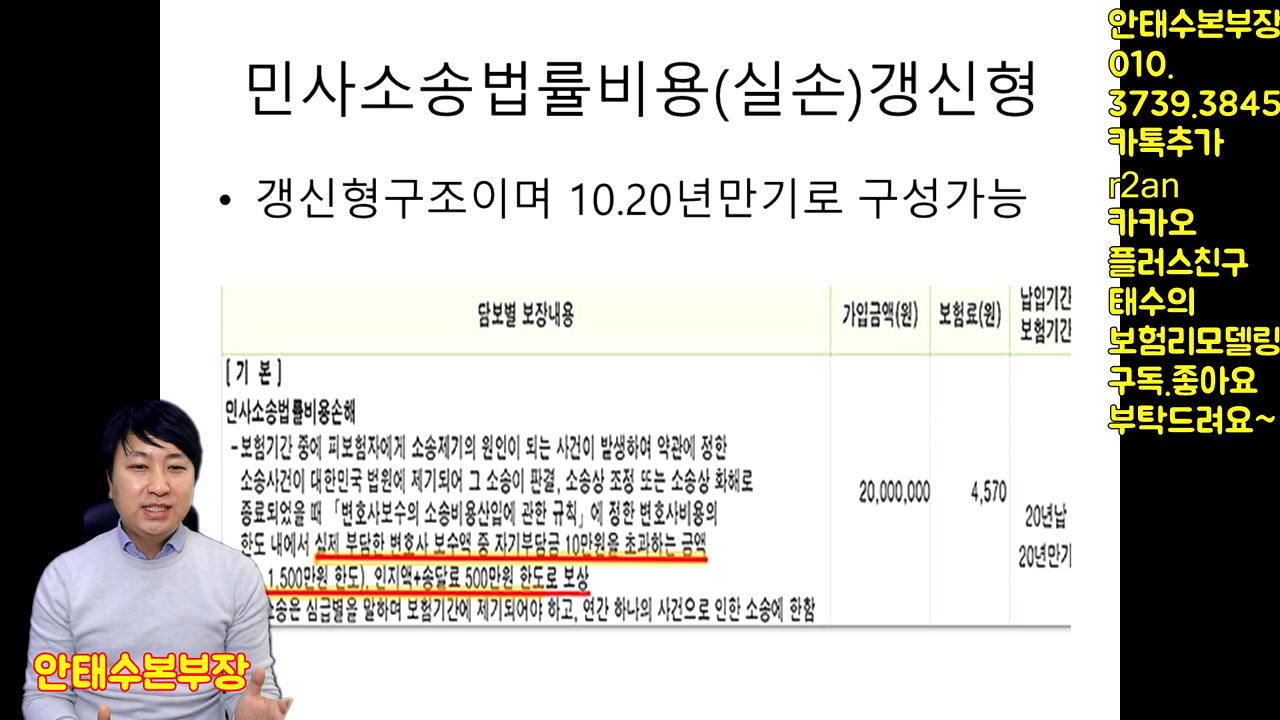 민사소송법률비용(실손)갱신형
• 갱신형구조이며 10.20년만기로 구성가능
담보별 보장내용
가입금액(원)
보험료(원)
납입기간
보험기간
[기 본]
민사소송법률비용손해
-보험기간 중에 피보험자에게 소송제기의 원인이 되는 사건이 발생하여 약관에 정한
소송사건이 대한민국 법원에 제기되어 그 소송이 판결, 소송상 조정 또는 소송상 화해로
종료되었을 때 「변호사보수의 소송비용산입에 관한 규칙」에 정한 변호사비용의
한도 내에서 실제 부담한 변호사 보수액 중 자기부담금 10만원을 초과하는 금액
1,500만원 한도), 인지액+송달료 500만원 한도로 보상
소송은 심급별을 말하며 보험기간에 제기되어야 하고, 연간 하나의 사건으로 인한 소송에 한함
20,000,000
4,570
20년납
20년만기
안태수본부장
010.
3739.3845
카톡추가
r2an
카카오
플러스친구
태수의
보험리모델링
구독.좋아요
부탁드려요~
안태수본부장